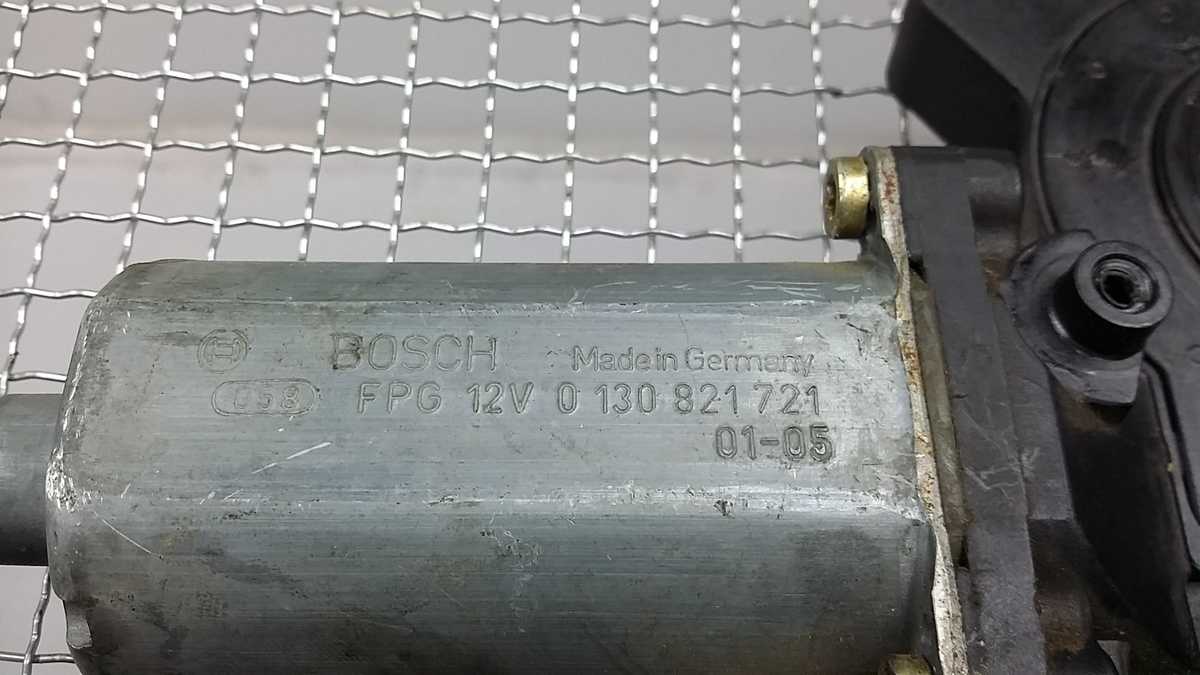 BOSCH Made in Germany
058 FPG 12V 0 130 821 721
01-05